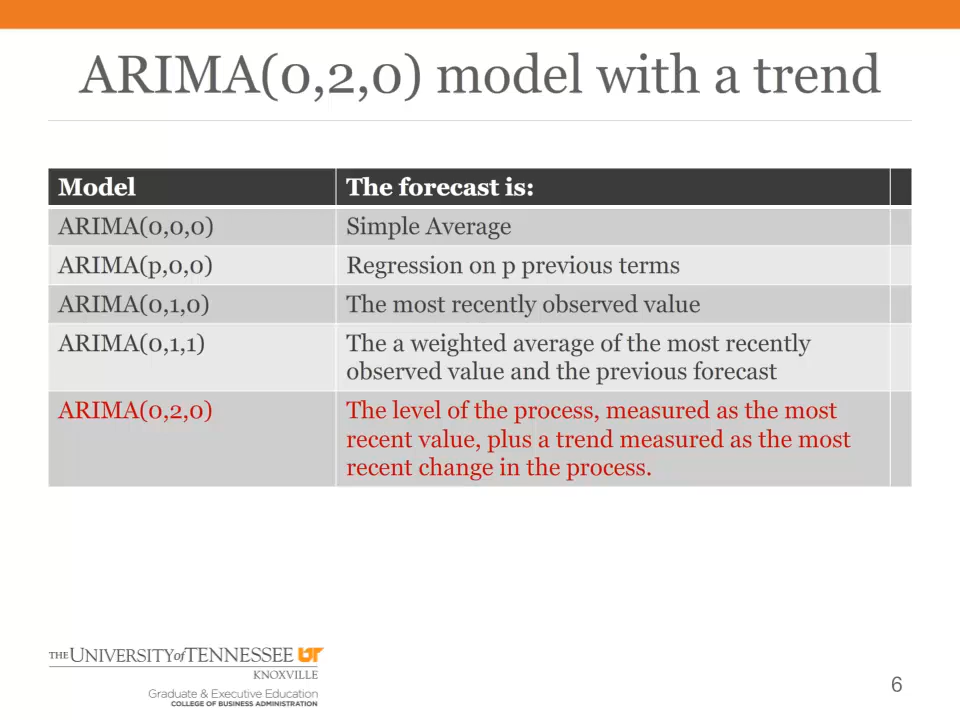 ARIMA(0,2,0) model with a trend
Model The forecast is:
ARIMA(0,0,0) Simple Average
ARIMA(p,0,0) Regression on p previous terms
ARIMA(0,1,0) The most recently observed value
ARIMA(0,1,1) The a weighted average of the most recently
observed value and the previous forecast
ARIMA(0,2,0) The level of the process, measured as the most
recent value, plus a trend measured as the most
recent change in the process.
THE UNIVERSITY of TENNESSEE UT
KNOXVILLE
Graduate & Executive Education
COLLEGE OF BUSINESS ADMINISTRATION
6